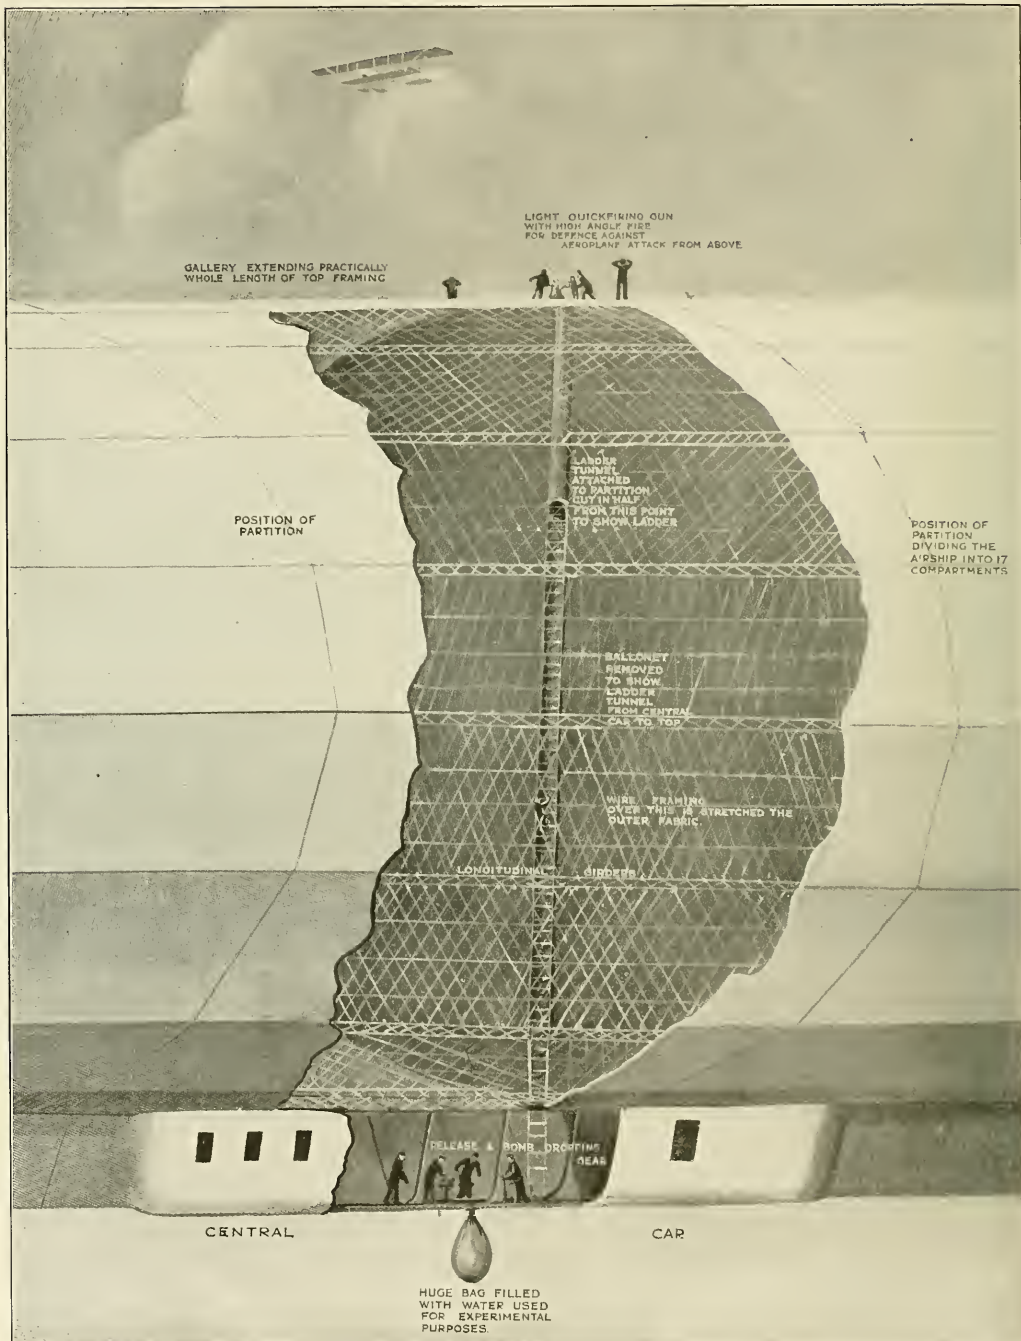 LIGHT QUICKFIRING GUN
WITH HIGH ANGLE FIRE
FOR DEFENCE AGAINST
AEROPLANE ATTACK FROM ABOVE
GALLERY EXTENDING PRACTICALLY
WHOLE LENGTH OF TOP FRAMING
LADDER
TUNNEL
ATTACHED
TO PARTITION
CUT IN HALF
FROM THIS POINT
TO SHOW LADDER
POSITION OF
PARTITION
POSITION OF
PARTITION
DIVIDING THE
AIRSHIP INTO 17
COMPARTMENTS
BALLONET
REMOVED
TO SHOW
LADDER
TUNNEL
FROM CENTRAL
CAR TO TOP.
WIRE FRAMING
OVER THIS IS STRETCHED THE
OUTER FABRIC.
LONGITUDINAL GIRDERS
RELEASE & BOMB DROPPING
GEAR
CENTRAL CAR
HUGE BAG FILLED
WITH WATER USED
FOR EXPERIMENTAL
PURPOSES.